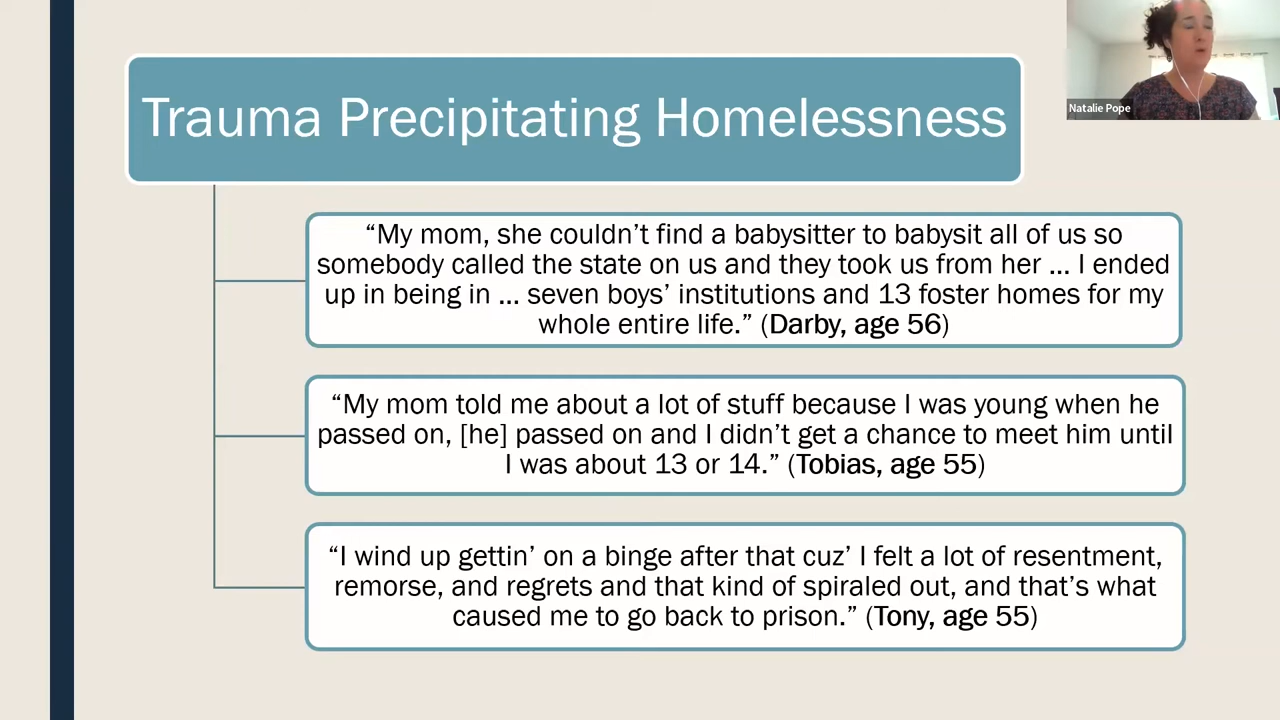 Trauma Precipitating Homelessness
Natalie Pope
“My mom, she couldn’t find a babysitter to babysit all of us so
somebody called the state on us and they took us from her ... I ended
up in being in ... seven boys’ institutions and 13 foster homes for my
whole entire life.” (Darby, age 56)
“My mom told me about a lot of stuff because I was young when he
passed on, [he] passed on and I didn’t get a chance to meet him until
I was about 13 or 14.” (Tobias, age 55)
“I wind up gettin’ on a binge after that cuz’ I felt a lot of resentment,
remorse, and regrets and that kind of spiraled out, and that’s what
caused me to go back to prison.” (Tony, age 55)